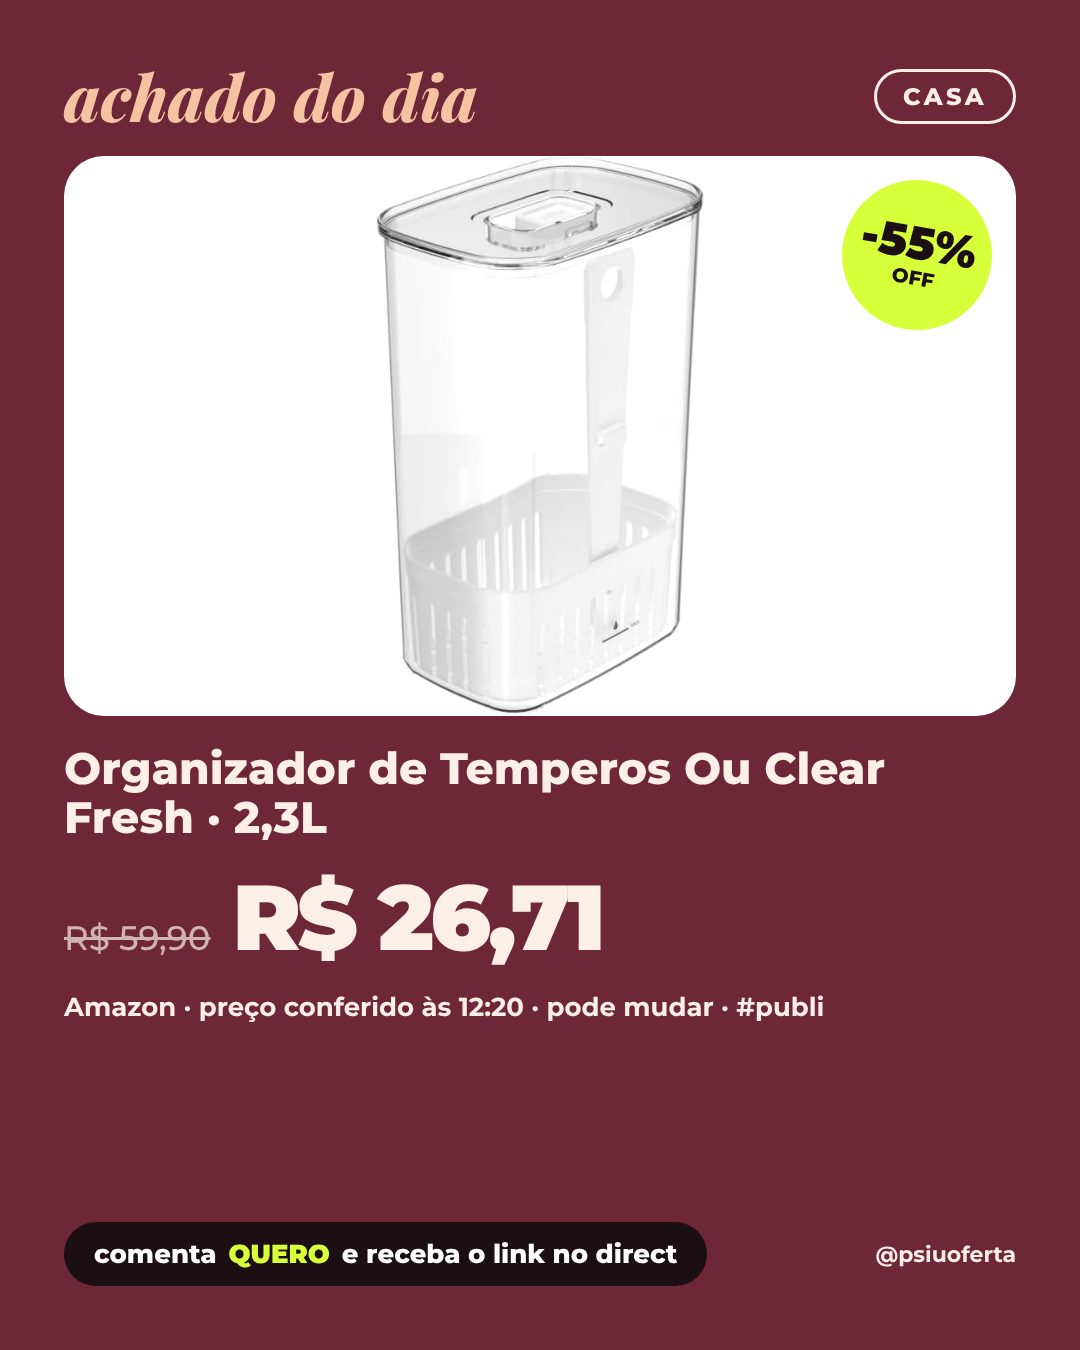 achado do dia
CASA
-55%
OFF
MAX
Organizador de Temperos Ou Clear
Fresh · 2,3L
R$ 59,90 R$ 26,71
Amazon · preço conferido às 12:20 · pode mudar · #publi
comenta QUERO e receba o link no direct
@psiuoferta